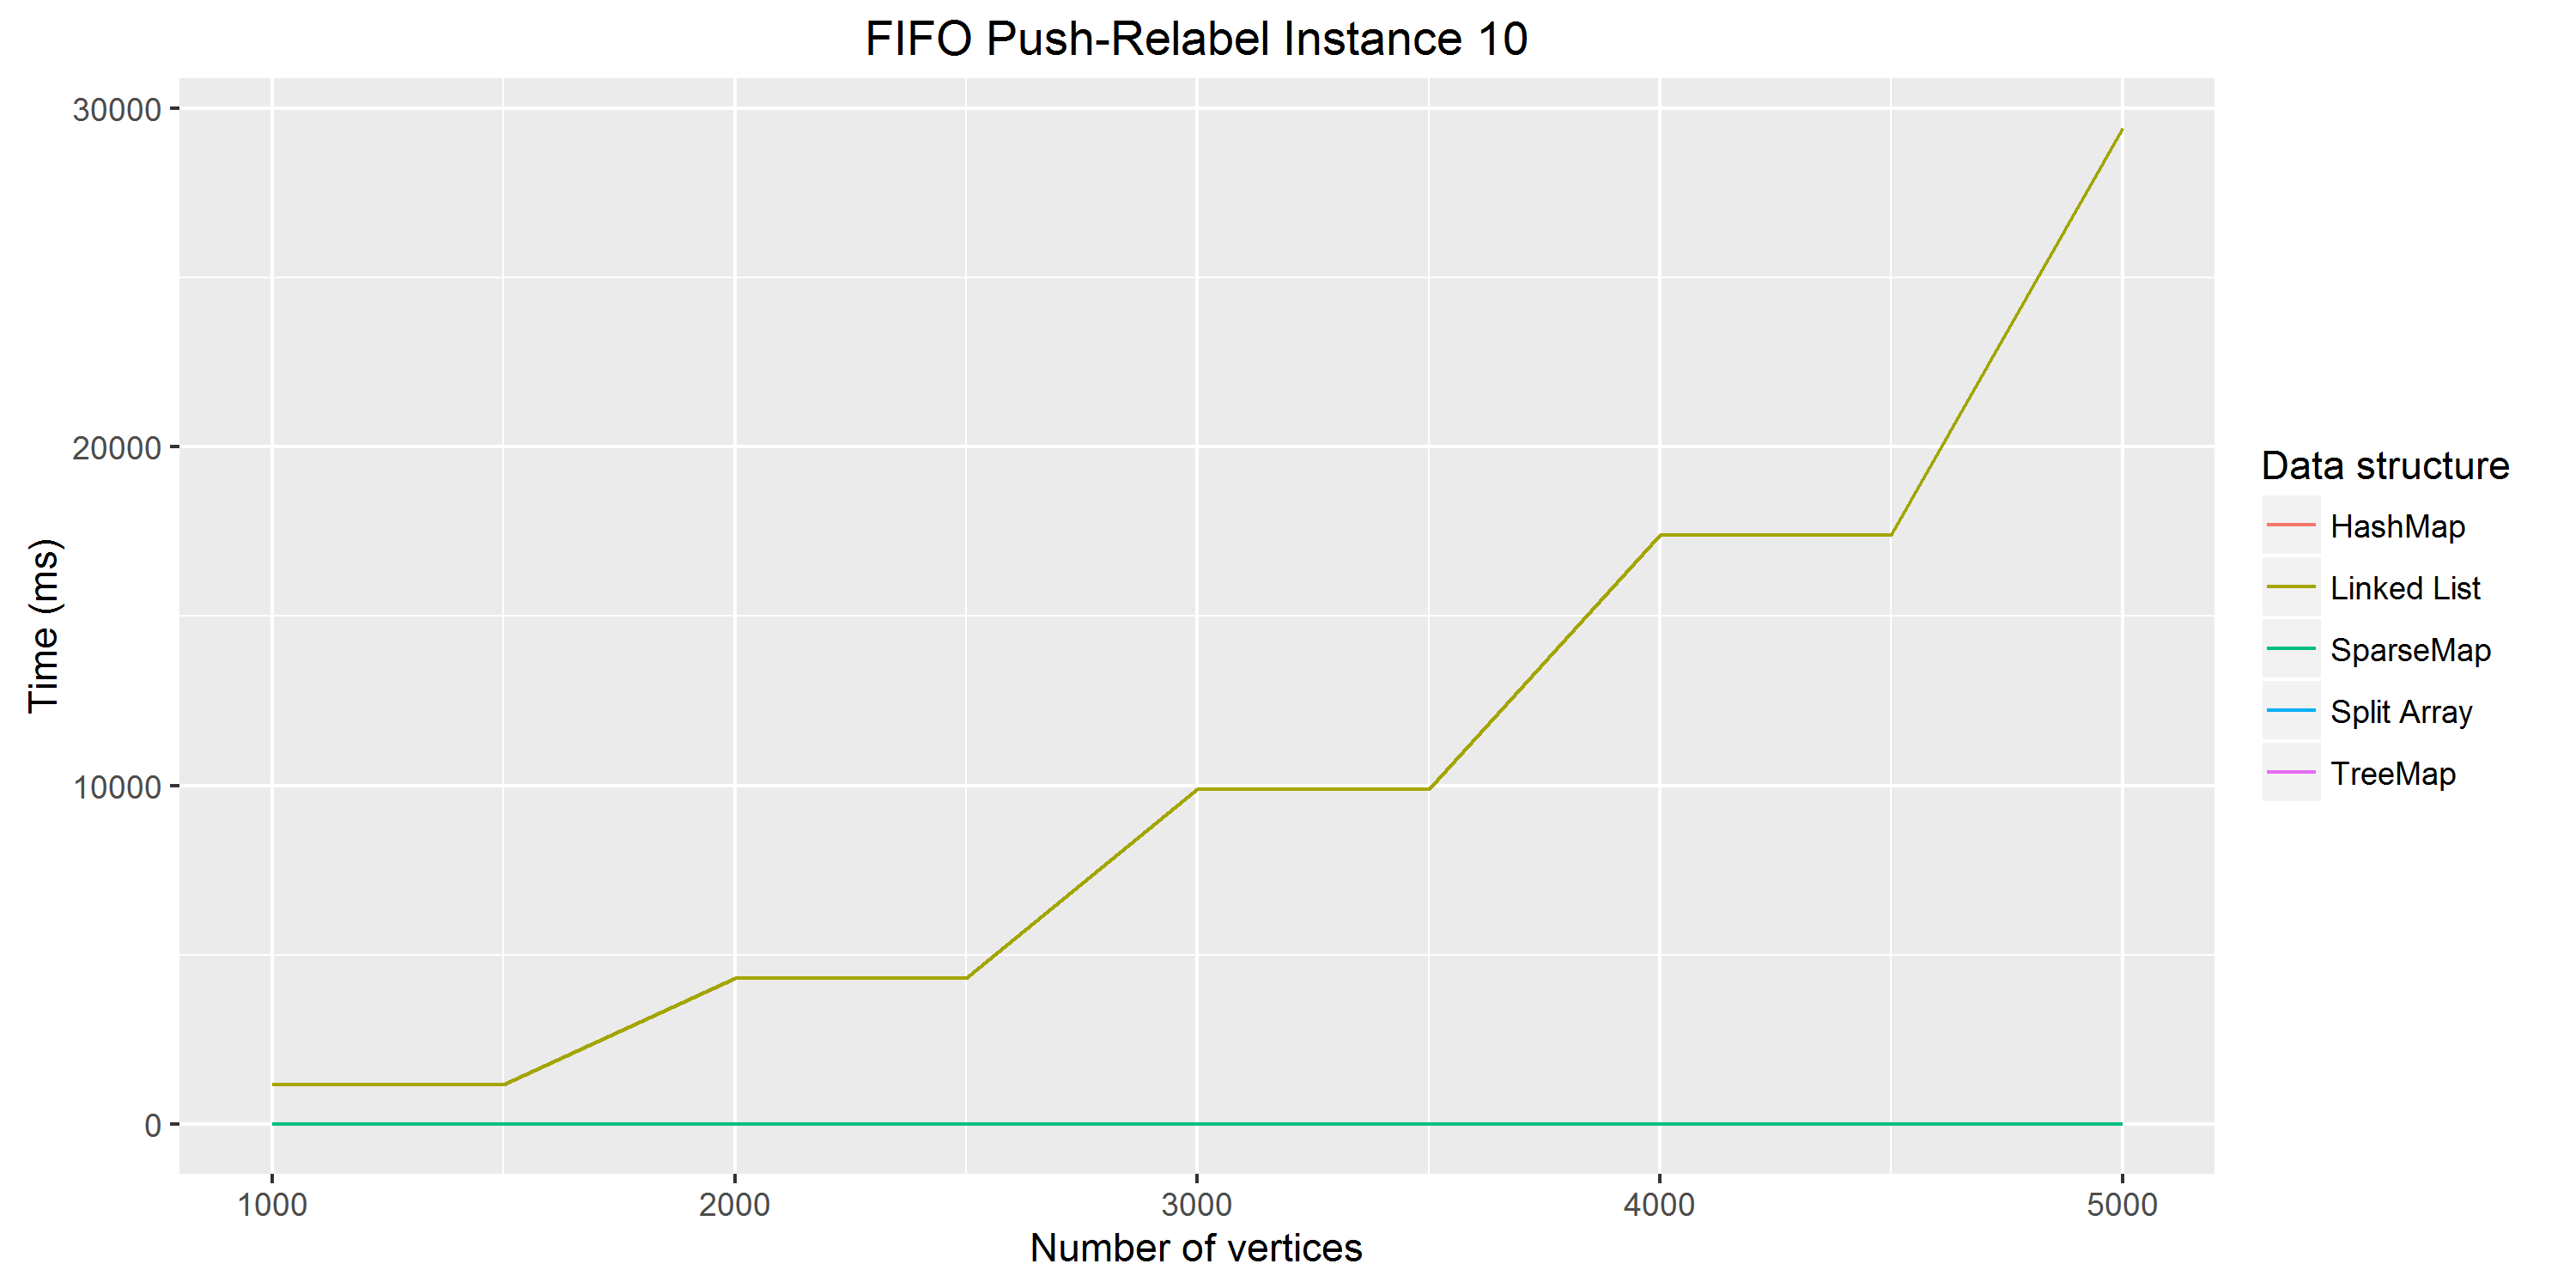 FIFO Push-Relabel Instance 10
Time (ms)
30000
20000
10000
0
1000 2000 3000 4000 5000
Number of vertices
Data structure
HashMap
Linked List
SparseMap
Split Array
TreeMap